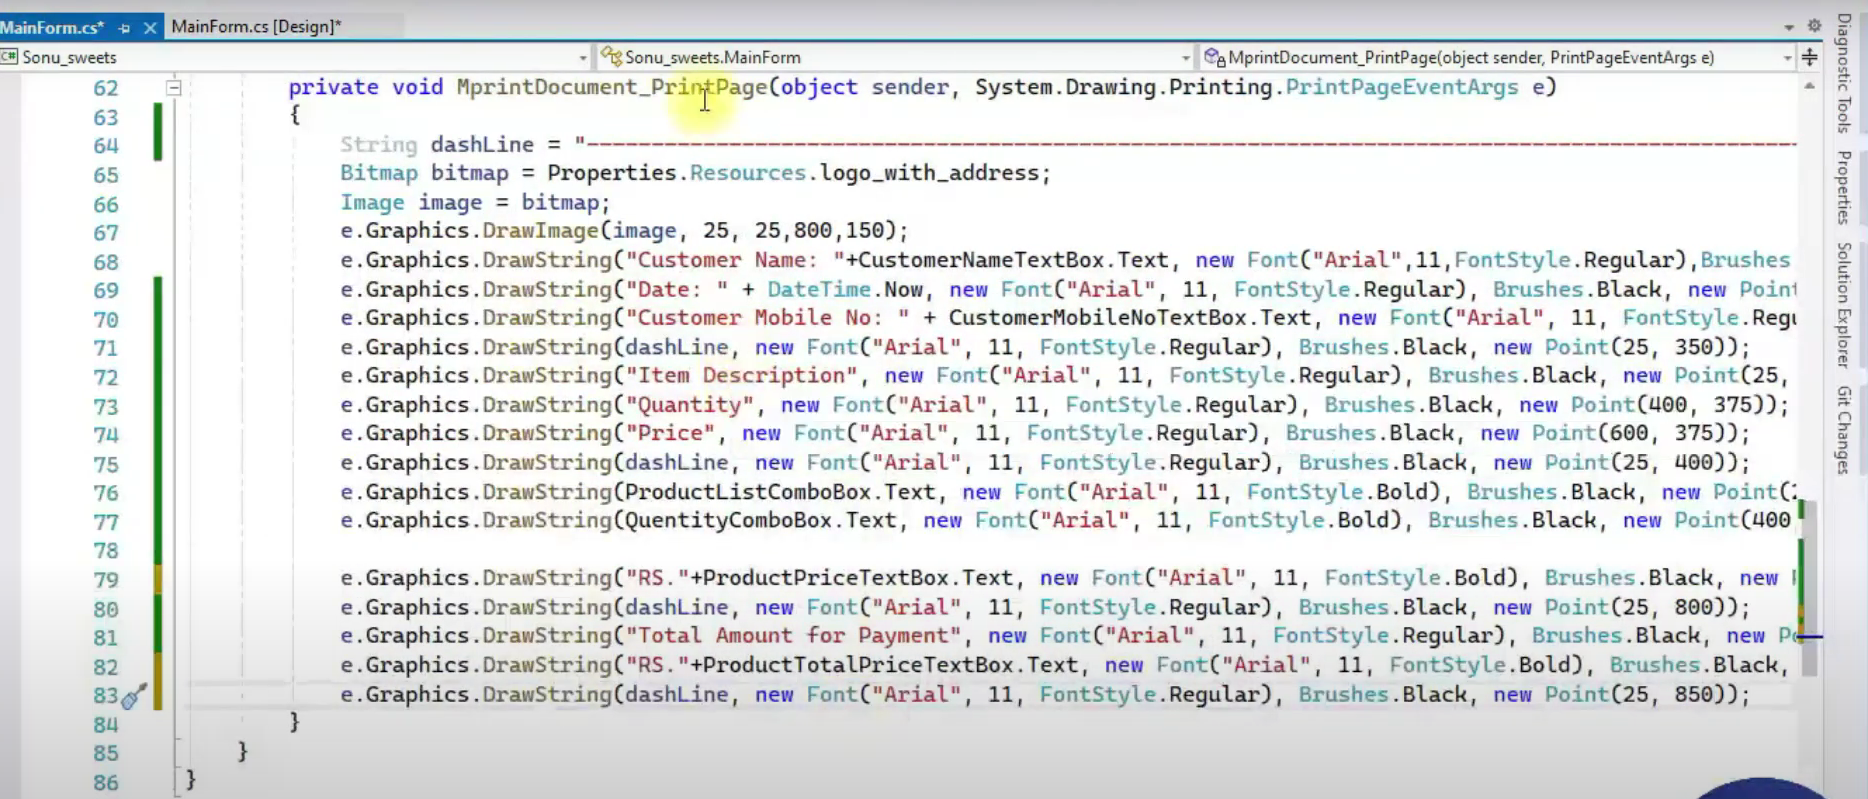 MainForm.cs*
MainForm.cs [Design]*
C# Sonu_sweets
Sonu_sweets.MainForm
MprintDocument_PrintPage(object sender, PrintPageEventArgs e)
62 private void MprintDocument_PrintPage(object sender, System.Drawing.Printing.PrintPageEventArgs e)
63 {
64 String dashLine = "------------------------------------------------------------------------------------------
65 Bitmap bitmap = Properties.Resources.logo_with_address;
66 Image image = bitmap;
67 e.Graphics.DrawImage(image, 25, 25,800,150);
68 e.Graphics.DrawString("Customer Name: "+CustomerNameTextBox.Text, new Font("Arial",11,FontStyle.Regular),Brushes
69 e.Graphics.DrawString("Date: " + DateTime.Now, new Font("Arial", 11, FontStyle.Regular), Brushes.Black, new Point
70 e.Graphics.DrawString("Customer Mobile No: " + CustomerMobileNoTextBox.Text, new Font("Arial", 11, FontStyle.Regu
71 e.Graphics.DrawString(dashLine, new Font("Arial", 11, FontStyle.Regular), Brushes.Black, new Point(25, 350));
72 e.Graphics.DrawString("Item Description", new Font("Arial", 11, FontStyle.Regular), Brushes.Black, new Point(25,
73 e.Graphics.DrawString("Quantity", new Font("Arial", 11, FontStyle.Regular), Brushes.Black, new Point(400, 375));
74 e.Graphics.DrawString("Price", new Font("Arial", 11, FontStyle.Regular), Brushes.Black, new Point(600, 375));
75 e.Graphics.DrawString(dashLine, new Font("Arial", 11, FontStyle.Regular), Brushes.Black, new Point(25, 400));
76 e.Graphics.DrawString(ProductListComboBox.Text, new Font("Arial", 11, FontStyle.Bold), Brushes.Black, new Point(
77 e.Graphics.DrawString(QuentityComboBox.Text, new Font("Arial", 11, FontStyle.Bold), Brushes.Black, new Point(400
78
79 e.Graphics.DrawString("RS."+ProductPriceTextBox.Text, new Font("Arial", 11, FontStyle.Bold), Brushes.Black, new
80 e.Graphics.DrawString(dashLine, new Font("Arial", 11, FontStyle.Regular), Brushes.Black, new Point(25, 800));
81 e.Graphics.DrawString("Total Amount for Payment", new Font("Arial", 11, FontStyle.Regular), Brushes.Black, new Po
82 e.Graphics.DrawString("RS."+ProductTotalPriceTextBox.Text, new Font("Arial", 11, FontStyle.Bold), Brushes.Black,
83 e.Graphics.DrawString(dashLine, new Font("Arial", 11, FontStyle.Regular), Brushes.Black, new Point(25, 850));
84 }
85 }
86 }
Diagnostic Tools
Properties
Solution Explorer
Git Changes